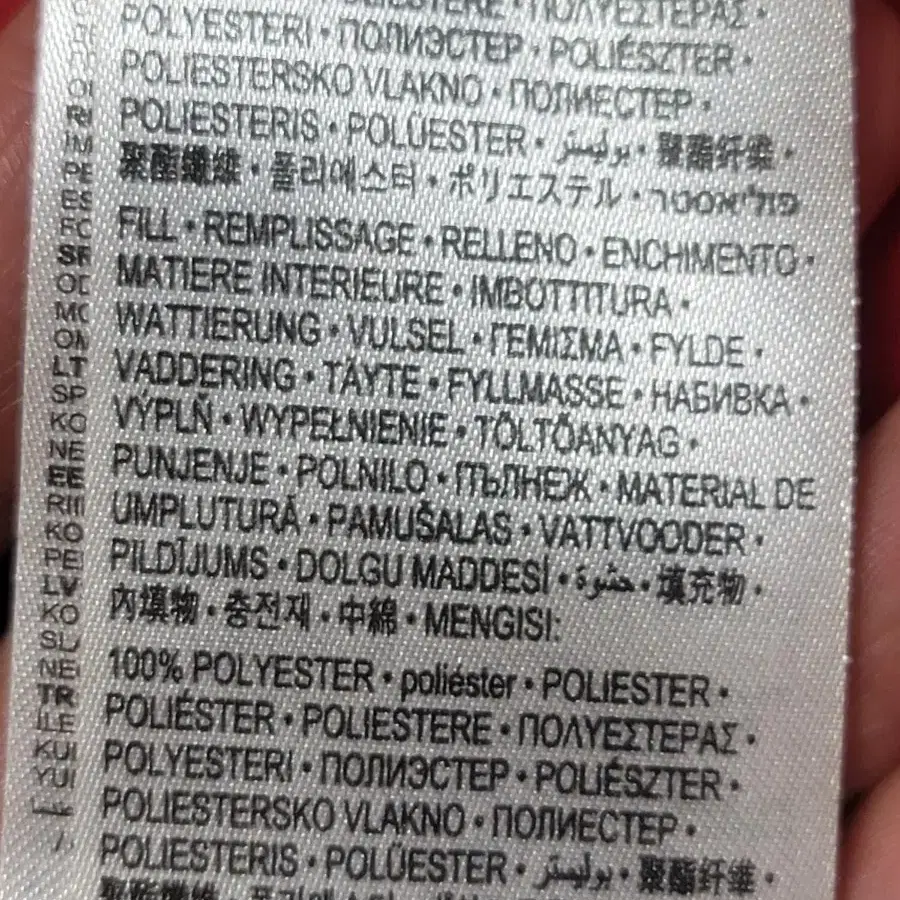 POLIESTERE • ΠΟΛΥΕΣΤΕΡΑΣ •
POLYESTERI • ПОЛИЭСТЕР • POLIÉSZTER •
POLIESTERSKO VLAKNO • ПОЛИЕСТЕР •
POLIESTERIS • POLÜESTER • بوليستر • 聚酯纤维 •
聚酯纖維 • 폴리에스터 • ポリエステル • פוליאסטר
FILL • REMPLISSAGE • RELLENO • ENCHIMENTO •
MATIERE INTERIEURE • IMBOTTITURA •
WATTIERUNG • VULSEL • ΓΕΜΙΣΜΑ • FYLDE •
VADDERING • TÄYTE • FYLLMASSE • НАБИВКА •
VÝPLŇ • WYPEŁNIENIE • TÖLTŐANYAG •
PUNJENJE • POLNILO • ПЪЛНЕЖ • MATERIAL DE
UMPLUTURĂ • PAMUŠALAS • VATTVOODER •
PILDĪJUMS • DOLGU MADDESİ • حشوة • 填充物 •
內填物 • 충전재 • 中綿 • MENGISI:
100% POLYESTER • poliéster • POLIESTER •
POLIÉSTER • POLIESTERE • ΠΟΛΥΕΣΤΕΡΑΣ •
POLYESTERI • ПОЛИЭСТЕР • POLIÉSZTER •
POLIESTERSKO VLAKNO • ПОЛИЕСТЕР •
POLIESTERIS • POLÜESTER • بوليستر • 聚酯纤维 •